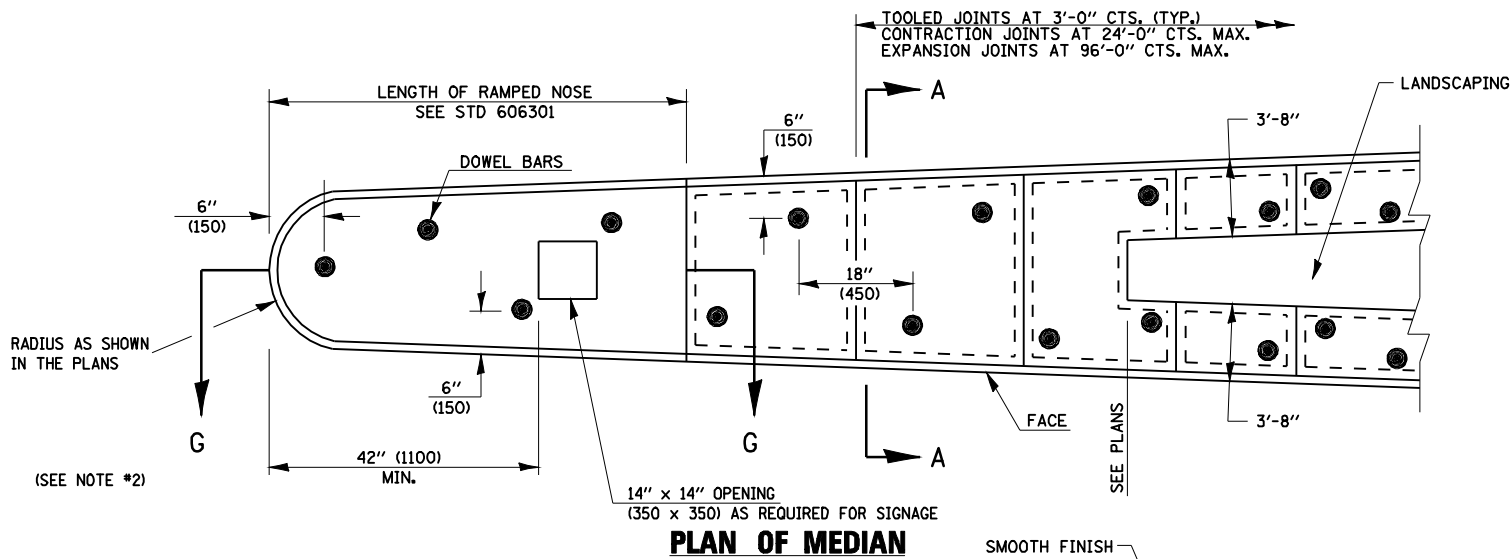 TOOLED JOINTS AT 3'-0" CTS. (TYP.)
CONTRACTION JOINTS AT 24'-0" CTS. MAX.
EXPANSION JOINTS AT 96'-0" CTS. MAX.
LENGTH OF RAMPED NOSE
SEE STD 606301
A
LANDSCAPING
6"
(150)
3'-8"
DOWEL BARS
6"
(150)
18"
(450)
RADIUS AS SHOWN
IN THE PLANS
6"
(150)
FACE
3'-8"
SEE PLANS
G
G
A
42" (1100)
MIN.
(SEE NOTE #2)
14" x 14" OPENING
(350 x 350) AS REQUIRED FOR SIGNAGE
PLAN OF MEDIAN
SMOOTH FINISH